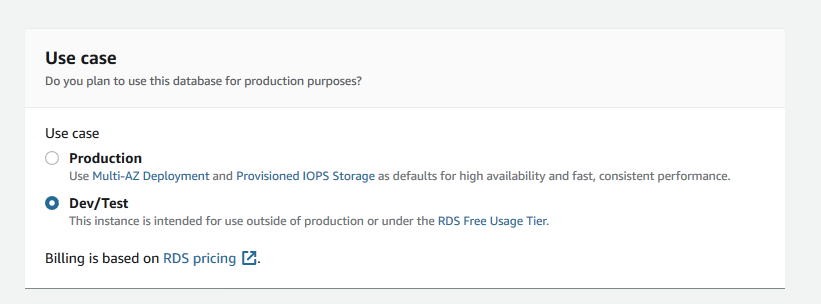 Use case
Do you plan to use this database for production purposes?
Use case
Production
Use Multi-AZ Deployment and Provisioned IOPS Storage as defaults for high availability and fast, consistent performance.
Dev/Test
This instance is intended for use outside of production or under the RDS Free Usage Tier.
Billing is based on RDS pricing .